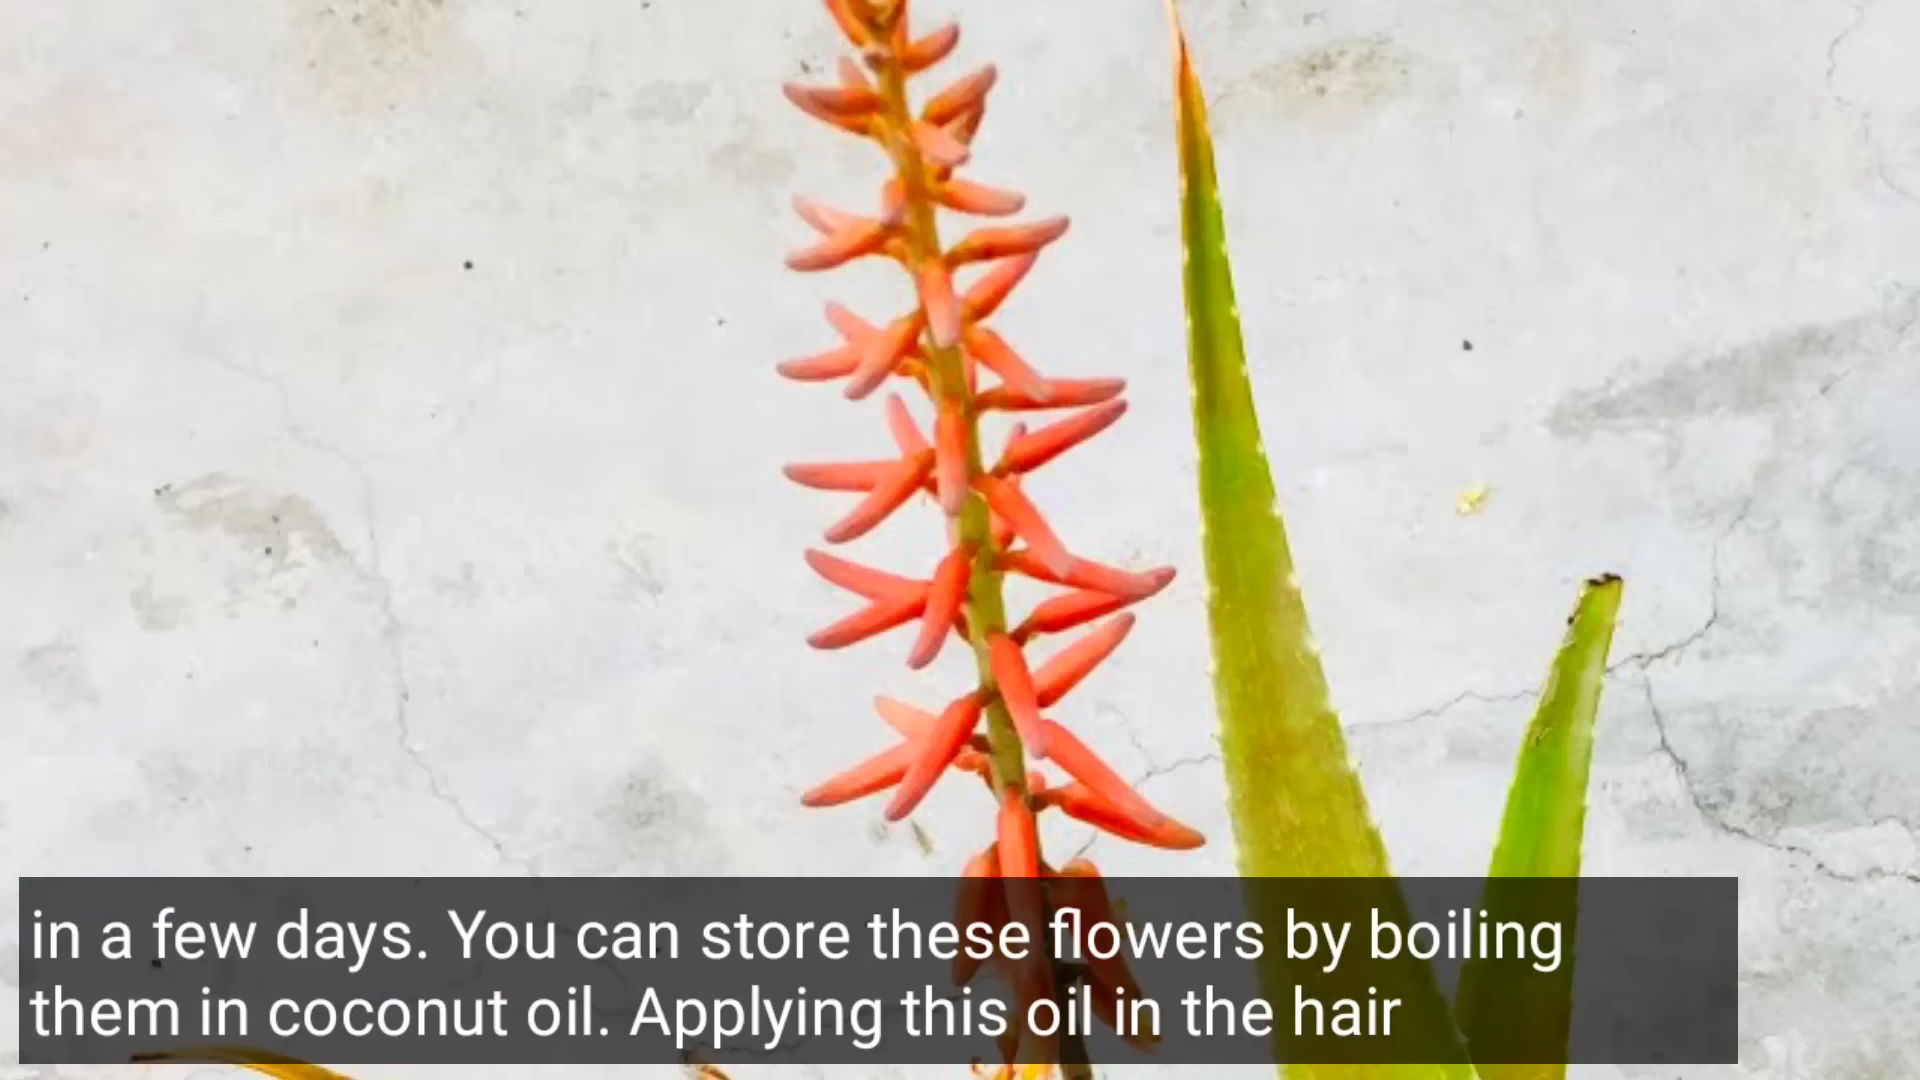 in a few days. You can store these flowers by boiling
them in coconut oil. Applying this oil in the hair